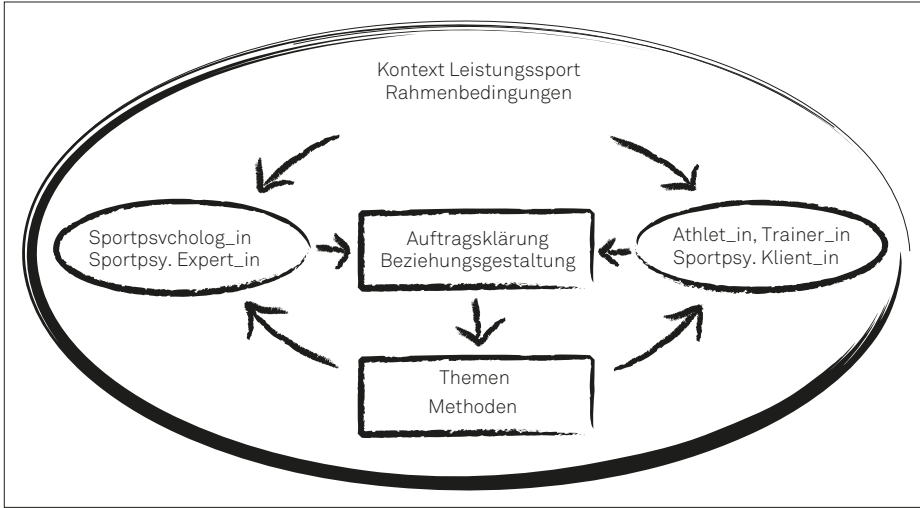 Kontext Leistungssport
Rahmenbedingungen
Sportpsvcholog_in
Sportpsy. Expert_in
Auftragsklärung
Beziehungsgestaltung
Athlet_in, Trainer_in
Sportpsy. Klient_in
Themen
Methoden